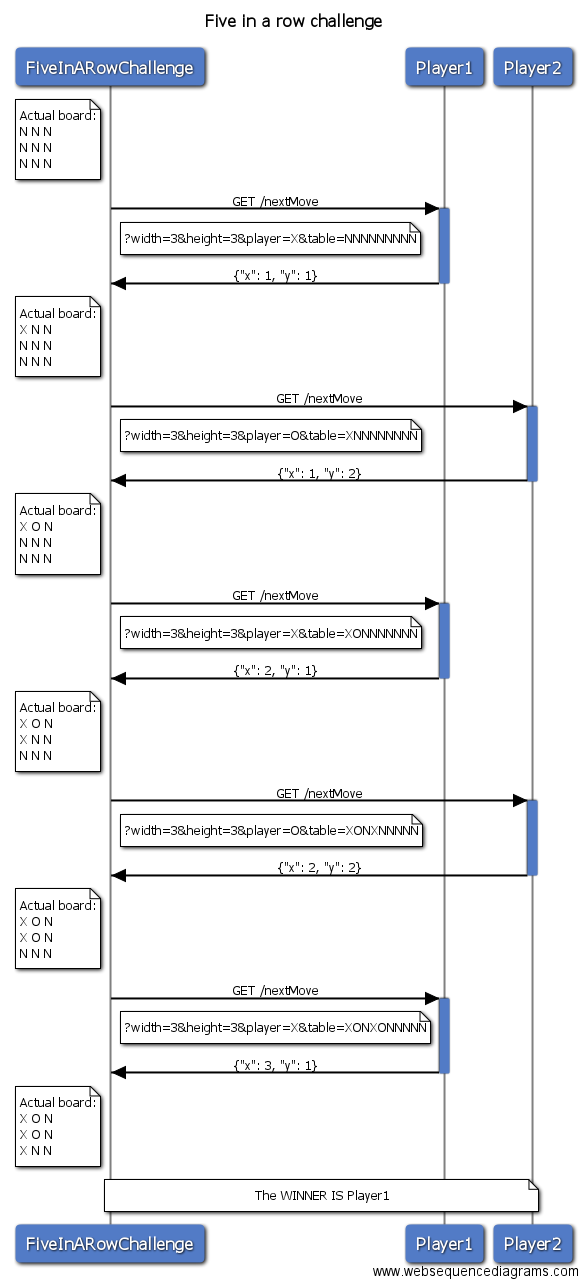 Five in a row challenge
FiveInARowChallenge
Player1
Player2
Actual board:
N N N
N N N
N N N
GET /nextMove
?width=3&height=3&player=X&table=NNNNNNNNN
{"x": 1, "y": 1}
Actual board:
X N N
N N N
N N N
GET /nextMove
?width=3&height=3&player=O&table=XNNNNNNNN
{"x": 1, "y": 2}
Actual board:
X O N
N N N
N N N
GET /nextMove
?width=3&height=3&player=X&table=XONNNNNNN
{"x": 2, "y": 1}
Actual board:
X O N
X N N
N N N
GET /nextMove
?width=3&height=3&player=O&table=XONXNNNNN
{"x": 2, "y": 2}
Actual board:
X O N
X O N
N N N
GET /nextMove
?width=3&height=3&player=X&table=XONXONNNNN
{"x": 3, "y": 1}
Actual board:
X O N
X O N
X N N
The WINNER IS Player1
FiveInARowChallenge
Player1
Player2
www.websequencediagrams.com